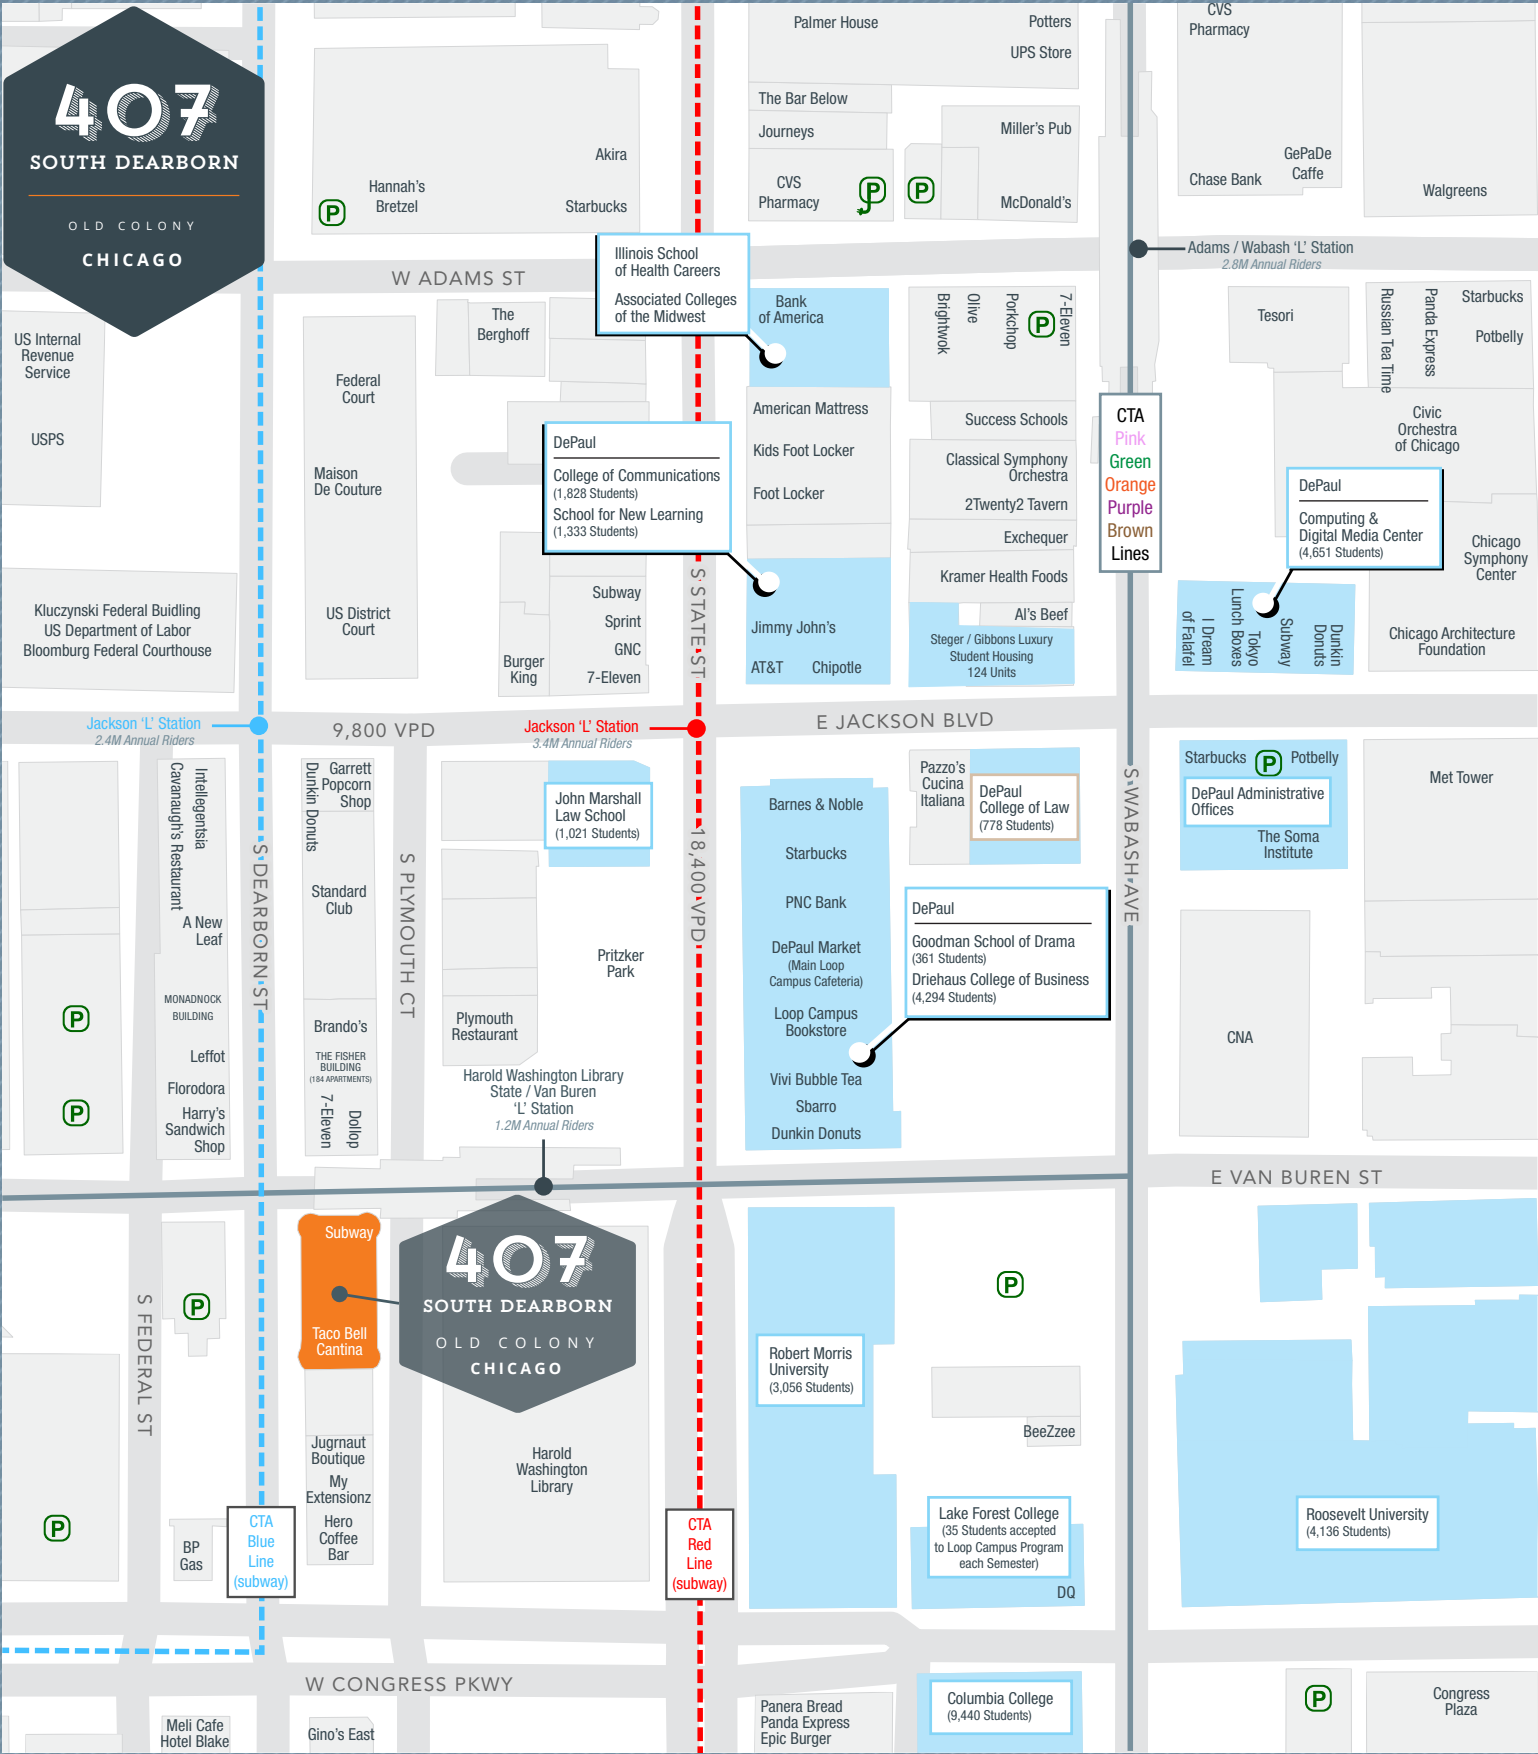 407
SOUTH DEARBORN
OLD COLONY
CHICAGO
Palmer House
Potters
UPS Store
CVS
Pharmacy
The Bar Below
Journeys
Miller's Pub
CVS
Pharmacy
P
P
McDonald's
Akira
Hannah's
Bretzel
Starbucks
P
GePaDe
Caffe
Chase Bank
Walgreens
W ADAMS ST
Illinois School
of Health Careers
Associated Colleges
of the Midwest
Adams / Wabash 'L' Station
2.8M Annual Riders
US Internal
Revenue
Service
USPS
The
Berghoff
Federal
Court
Maison
De Couture
US District
Court
Bank
of America
Brightwok
Olive
Porkchop
P
7-Eleven
Tesori
Russian Tea Time
Panda Express
Starbucks
Potbelly
American Mattress
Kids Foot Locker
Foot Locker
Success Schools
Classical Symphony
Orchestra
2Twenty2 Tavern
Exchequer
Kramer Health Foods
Al's Beef
Steger / Gibbons Luxury
Student Housing
124 Units
CTA
Pink
Green
Orange
Purple
Brown
Lines
Civic
Orchestra
of Chicago
DePaul
College of Communications
(1,828 Students)
School for New Learning
(1,333 Students)
DePaul
Computing &
Digital Media Center
(4,651 Students)
Chicago
Symphony
Center
Kluczynski Federal Buidling
US Department of Labor
Bloomburg Federal Courthouse
Subway
Sprint
GNC
7-Eleven
Burger
King
S STATE ST
Jimmy John's
AT&T
Chipotle
I Dream
of Falafel
Lunch Boxes
Tokyo
Subway
Dunkin
Donuts
Chicago Architecture
Foundation
Jackson 'L' Station
2.4M Annual Riders
9,800 VPD
Jackson 'L' Station
3.4M Annual Riders
E JACKSON BLVD
Cavanaugh's Restaurant
Intellegentsia
A New
Leaf
MONADNOCK
BUILDING
Leffot
Florodora
Harry's
Sandwich
Shop
P
P
S DEARBORN ST
Dunkin Donuts
Garrett
Popcorn
Shop
Standard
Club
Brando's
THE FISHER
BUILDING
(184 APARTMENTS)
7-Eleven
Dollop
S PLYMOUTH CT
John Marshall
Law School
(1,021 Students)
Pritzker
Park
Plymouth
Restaurant
18,400 VPD
Barnes & Noble
Starbucks
PNC Bank
DePaul Market
(Main Loop
Campus Cafeteria)
Loop Campus
Bookstore
Vivi Bubble Tea
Sbarro
Dunkin Donuts
Pazzo's
Cucina
Italiana
DePaul
College of Law
(778 Students)
DePaul
Goodman School of Drama
(361 Students)
Driehaus College of Business
(4,294 Students)
S WABASH AVE
Starbucks
P
Potbelly
DePaul Administrative
Offices
The Soma
Institute
Met Tower
CNA
Harold Washington Library
State / Van Buren
'L' Station
1.2M Annual Riders
E VAN BUREN ST
Subway
Taco Bell
Cantina
407
SOUTH DEARBORN
OLD COLONY
CHICAGO
S FEDERAL ST
P
P
P
Jugrnaut
Boutique
My
Extensionz
Hero
Coffee
Bar
BP
Gas
CTA
Blue
Line
(subway)
Harold
Washington
Library
CTA
Red
Line
(subway)
Robert Morris
University
(3,056 Students)
BeeZzee
Lake Forest College
(35 Students accepted
to Loop Campus Program
each Semester)
DQ
Roosevelt University
(4,136 Students)
W CONGRESS PKWY
Meli Cafe
Hotel Blake
Gino's East
Panera Bread
Panda Express
Epic Burger
Columbia College
(9,440 Students)
P
Congress
Plaza